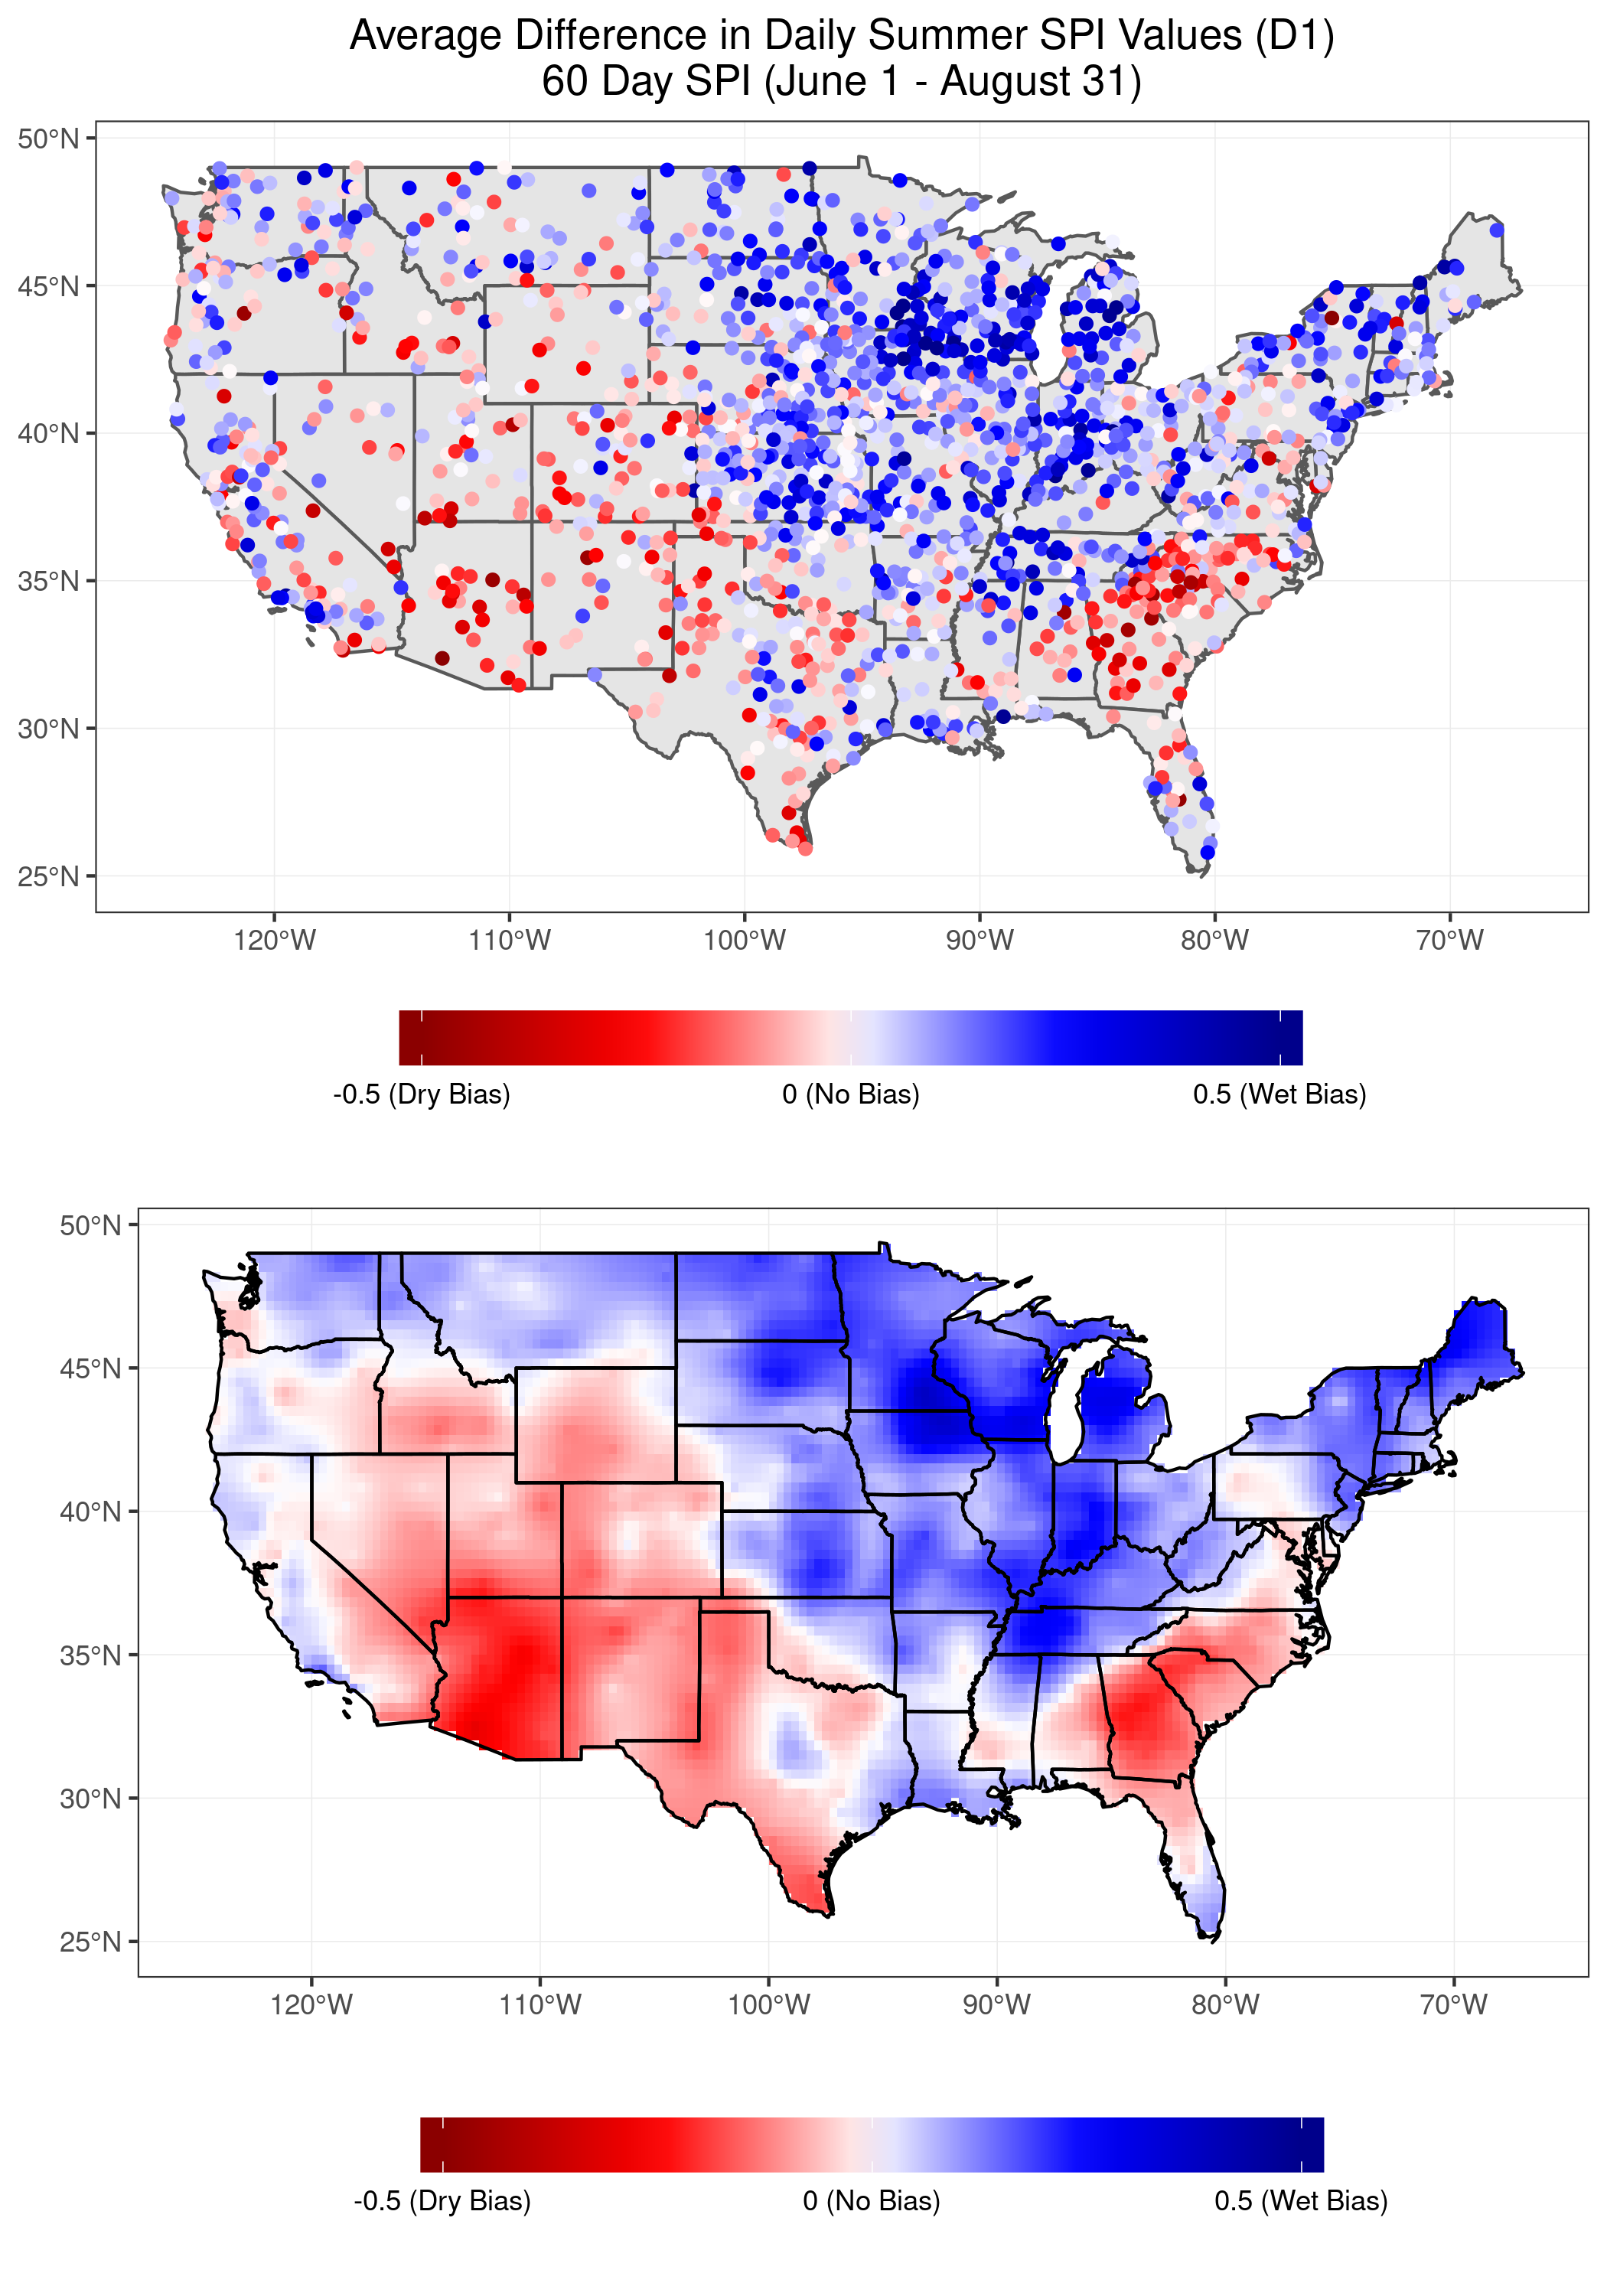 Average Difference in Daily Summer SPI Values (D1)
60 Day SPI (June 1 - August 31)
50°N
45°N
40°N
35°N
30°N
25°N
120°W 110°W 100°W 90°W 80°W 70°W
-0.5 (Dry Bias) 0 (No Bias) 0.5 (Wet Bias)
50°N
45°N
40°N
35°N
30°N
25°N
120°W 110°W 100°W 90°W 80°W 70°W
-0.5 (Dry Bias) 0 (No Bias) 0.5 (Wet Bias)